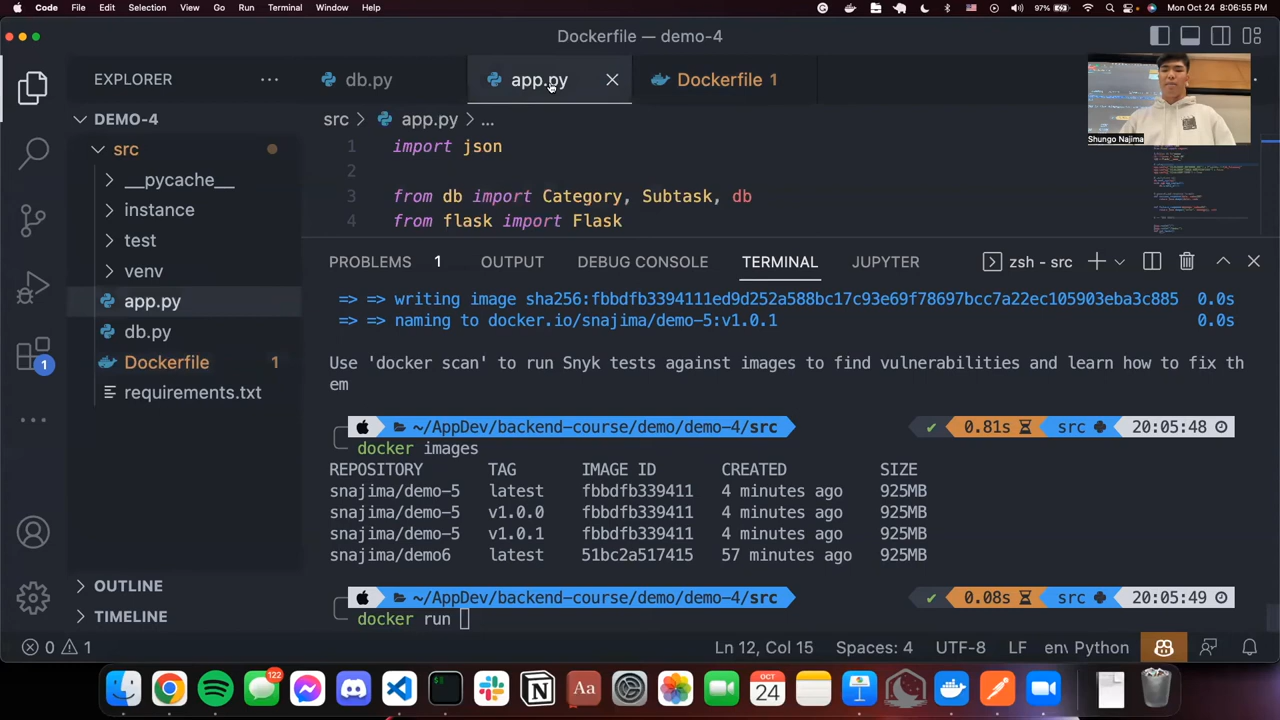 Code File Edit Selection View Go Run Terminal Window Help 97% Mon Oct 24 8:06:55 PM
Dockerfile — demo-4
EXPLORER
db.py app.py Dockerfile 1
DEMO-4
src > app.py > ...
src
__pycache__
instance
test
venv
app.py
db.py
Dockerfile 1
requirements.txt
OUTLINE
TIMELINE
1
1 import json
2
3 from db import Category, Subtask, db
4 from flask import Flask
Shungo Najima
PROBLEMS 1 OUTPUT DEBUG CONSOLE TERMINAL JUPYTER zsh - src
=> => writing image sha256:fbbdfb3394111ed9d252a588bc17c93e69f78697bcc7a22ec105903eba3c885 0.0s
=> => naming to docker.io/snajima/demo-5:v1.0.1 0.0s
Use 'docker scan' to run Snyk tests against images to find vulnerabilities and learn how to fix th
em
~/AppDev/backend-course/demo/demo-4/src 0.81s src 20:05:48
docker images
REPOSITORY TAG IMAGE ID CREATED SIZE
snajima/demo-5 latest fbbdfb339411 4 minutes ago 925MB
snajima/demo-5 v1.0.0 fbbdfb339411 4 minutes ago 925MB
snajima/demo-5 v1.0.1 fbbdfb339411 4 minutes ago 925MB
snajima/demo6 latest 51bc2a517415 57 minutes ago 925MB
~/AppDev/backend-course/demo/demo-4/src 0.08s src 20:05:49
docker run
0 1 Ln 12, Col 15 Spaces: 4 UTF-8 LF Python
122
OCT
24
Aa